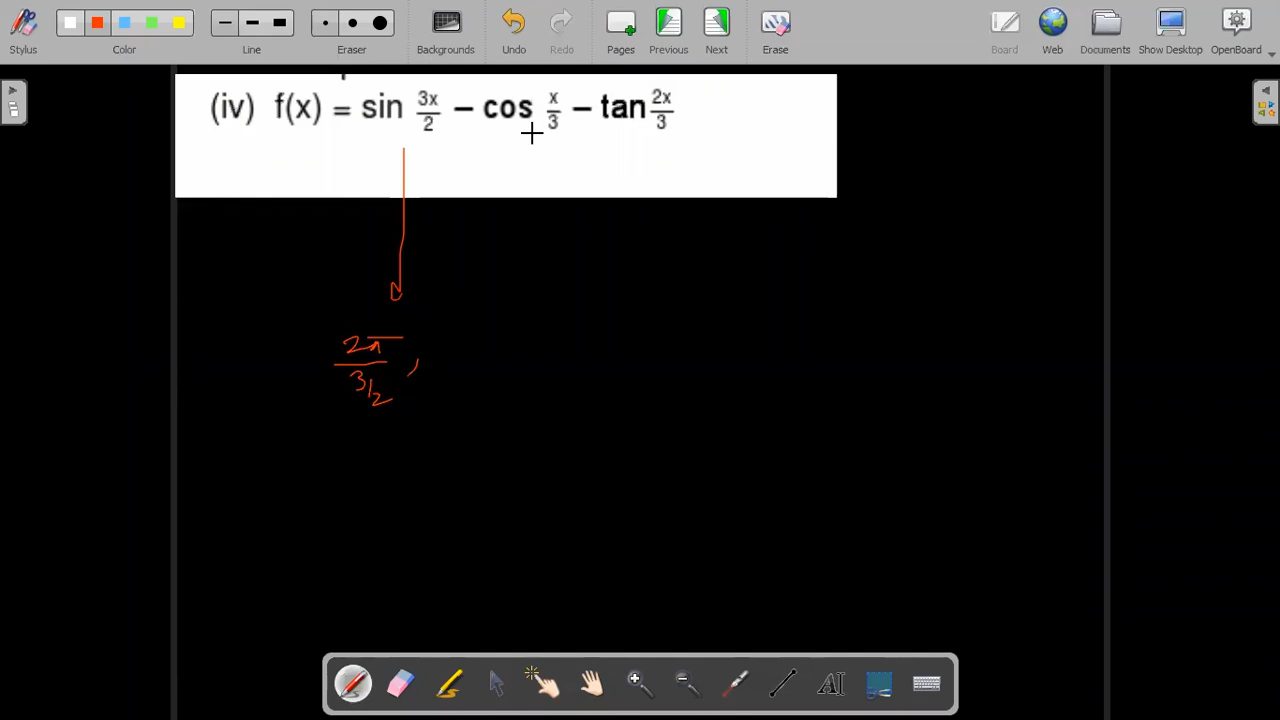 Stylus Color Line Eraser Backgrounds Undo Redo Pages Previous Next Erase Board Web Documents Show Desktop OpenBoard
(iv) f(x) = sin 3x/2 − cos x/3 − tan 2x/3
2π / 3/2 ,
AI